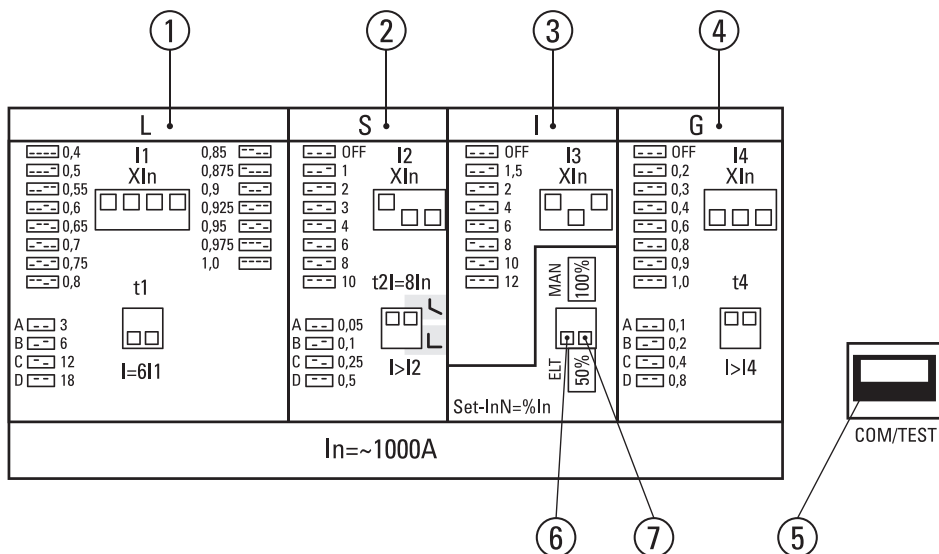 1
2
3
4
L
S
I
G
0,4
0,5
0,55
0,6
0,65
0,7
0,75
0,8
I1
XIn
0,85
0,875
0,9
0,925
0,95
0,975
1,0
t1
A 3
B 6
C 12
D 18
I=6I1
OFF
1
2
3
4
6
8
10
I2
XIn
t2I=8In
A 0,05
B 0,1
C 0,25
D 0,5
I>I2
OFF
1,5
2
4
6
8
10
12
I3
XIn
MAN
100%
ELT
50%
Set-InN=%In
OFF
0,2
0,3
0,4
0,6
0,8
0,9
1,0
I4
XIn
t4
A 0,1
B 0,2
C 0,4
D 0,8
I>I4
In=~1000A
COM/TEST
6
7
5